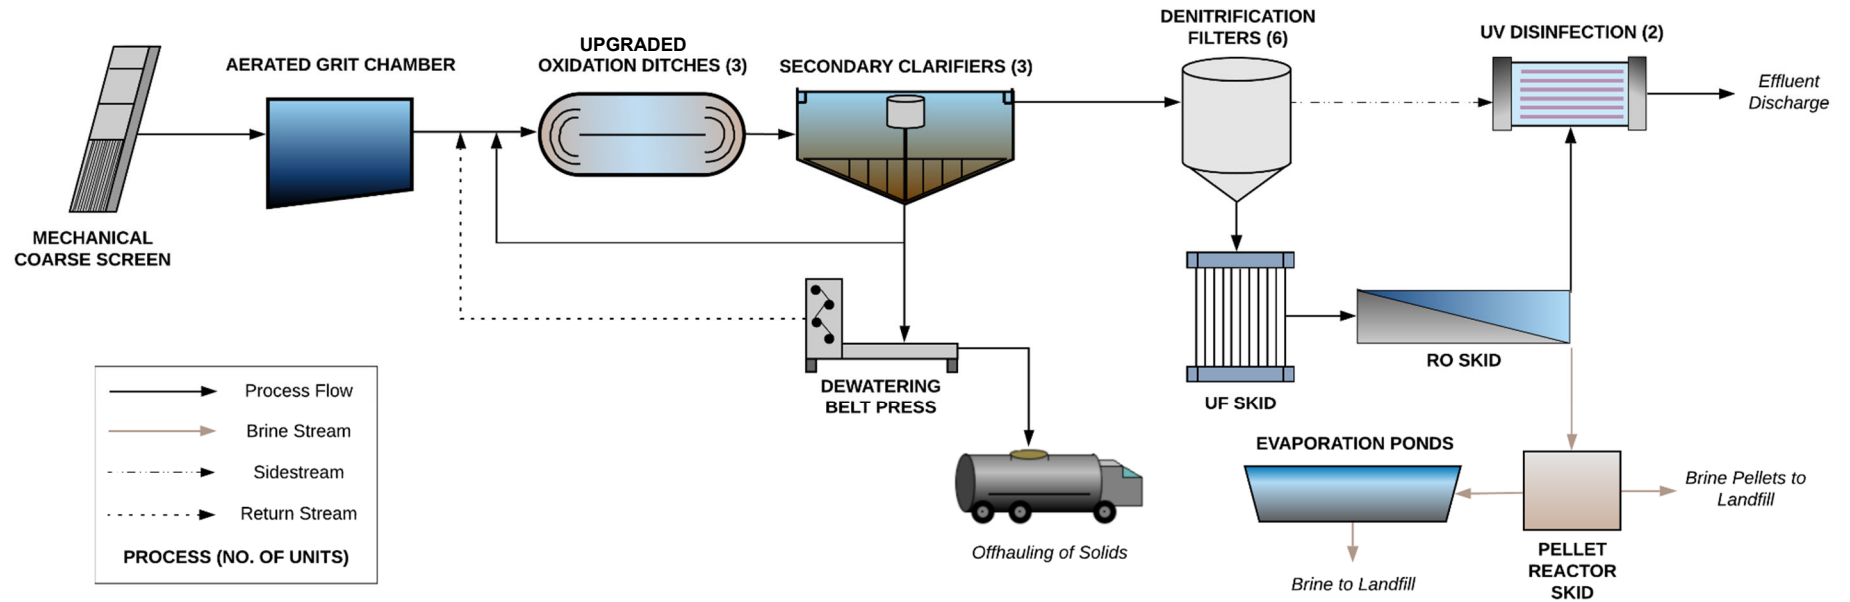 DENITRIFICATION
FILTERS (6)
UV DISINFECTION (2)
UPGRADED
OXIDATION DITCHES (3)
AERATED GRIT CHAMBER
SECONDARY CLARIFIERS (3)
Effluent
Discharge
MECHANICAL
COARSE SCREEN
RO SKID
DEWATERING
BELT PRESS
UF SKID
Process Flow
Brine Stream
Sidestream
Return Stream
PROCESS (NO. OF UNITS)
EVAPORATION PONDS
Brine Pellets to
Landfill
Offhauling of Solids
PELLET
REACTOR
SKID
Brine to Landfill